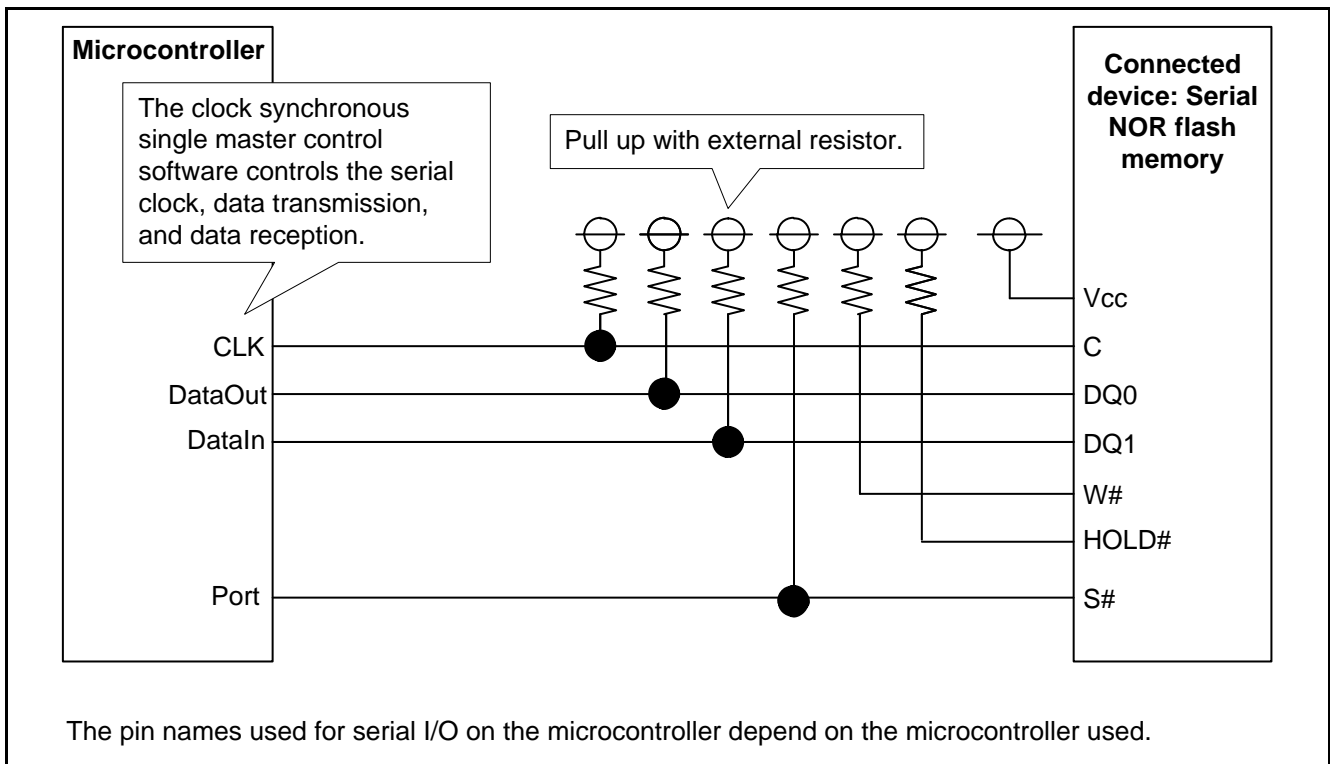 Microcontroller
The clock synchronous
single master control
software controls the serial
clock, data transmission,
and data reception.
Pull up with external resistor.
Connected
device: Serial
NOR flash
memory
Vcc
CLK
C
DataOut
DQ0
DataIn
DQ1
W#
HOLD#
Port
S#
The pin names used for serial I/O on the microcontroller depend on the microcontroller used.